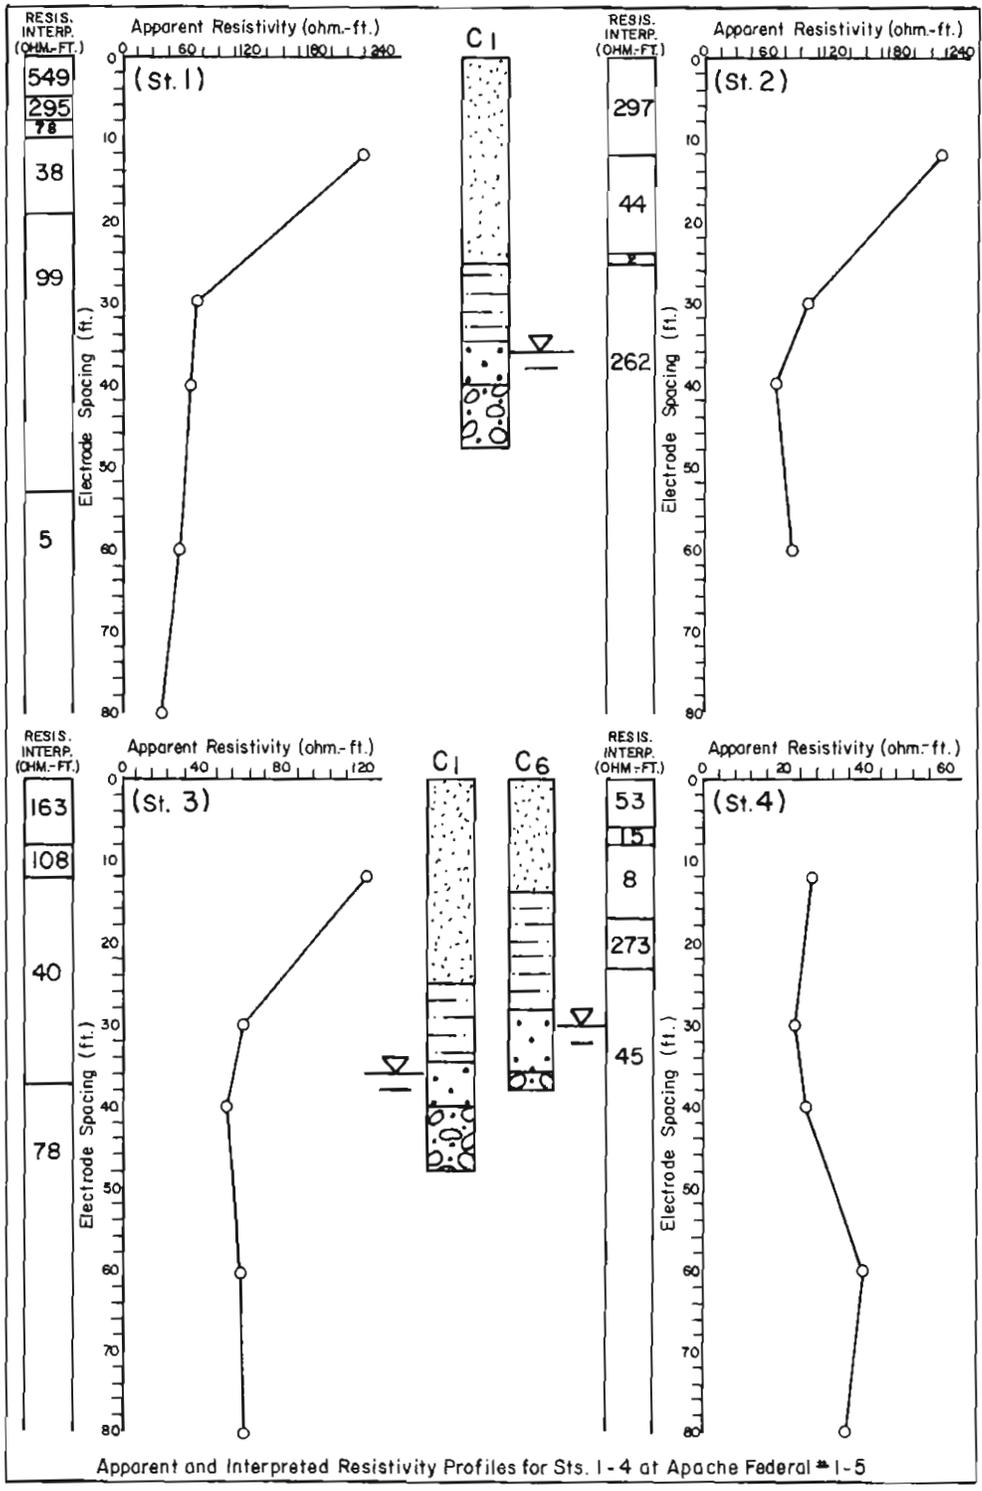 RESIS.
INTERP.
(OHM.-FT.)
549
295
78
38
99
5
Apparent Resistivity (ohm.-ft.)
0 60 120 180 240
(St. 1)
Electrode Spacing (ft.)
0
10
20
30
40
50
60
70
80
C1
RESIS.
INTERP.
(OHM.-FT.)
297
44
2
262
Apparent Resistivity (ohm.-ft.)
0 60 120 180 240
(St. 2)
Electrode Spacing (ft.)
0
10
20
30
40
50
60
70
80
RESIS.
INTERP.
(OHM.-FT.)
163
108
40
78
Apparent Resistivity (ohm.-ft.)
0 40 80 120
(St. 3)
Electrode Spacing (ft.)
0
10
20
30
40
50
60
70
80
C1 C6
RESIS.
INTERP.
(OHM.-FT.)
53
15
8
273
45
Apparent Resistivity (ohm.-ft.)
0 20 40 60
(St. 4)
Electrode Spacing (ft.)
0
10
20
30
40
50
60
70
80
Apparent and Interpreted Resistivity Profiles for Sts. 1-4 at Apache Federal #1-5